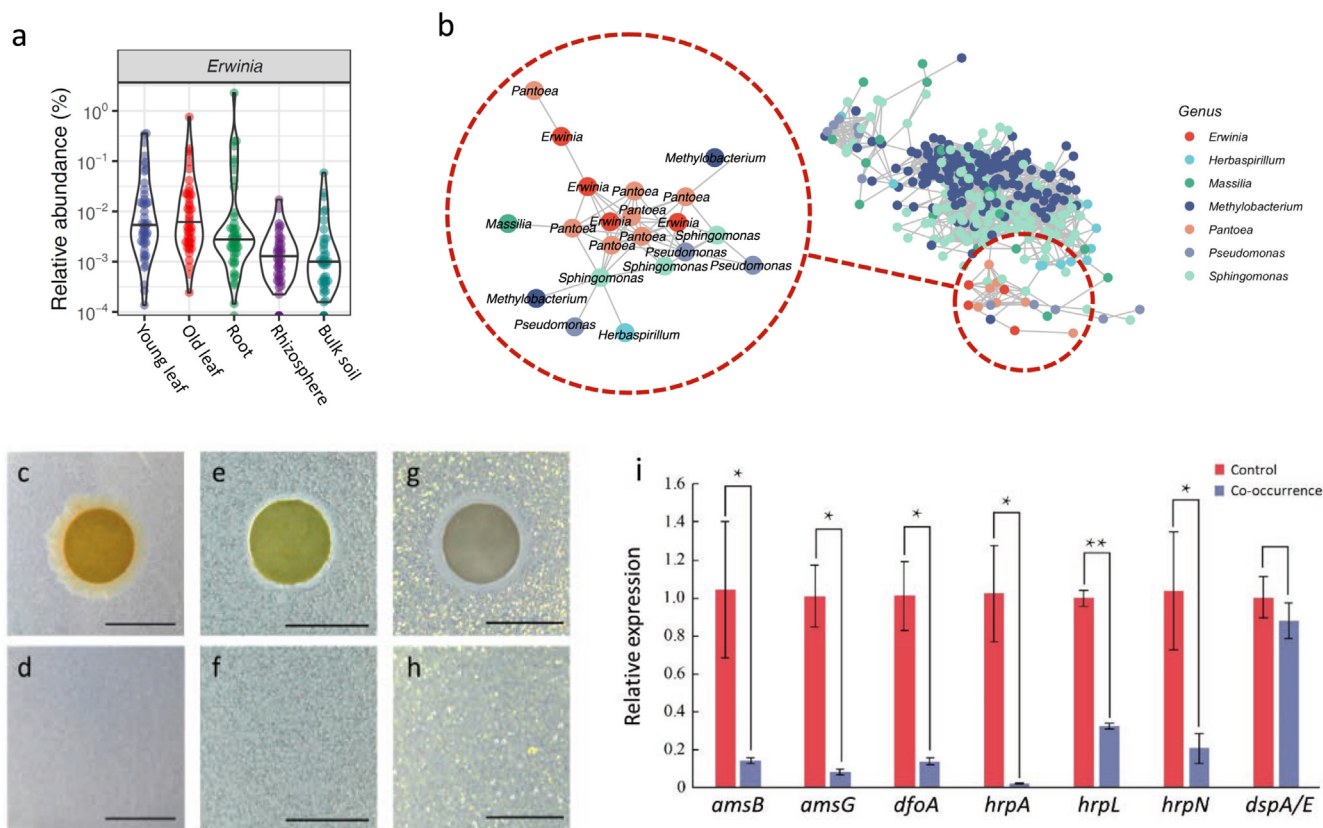 a
Erwinia
Relative abundance (%)
10⁰
10⁻¹
10⁻²
10⁻³
10⁻⁴
Young leaf
Old leaf
Root
Rhizosphere
Bulk soil
b
Pantoea
Erwinia
Methylobacterium
Erwinia
Pantoea
Pantoea
Pantoea
Massilia
Erwinia
Erwinia
Pantoea
Pantoea
Sphingomonas
Pantoea
Pseudomonas
Sphingomonas
Pseudomonas
Sphingomonas
Methylobacterium
Pseudomonas
Herbaspirillum
Genus
Erwinia
Herbaspirillum
Massilia
Methylobacterium
Pantoea
Pseudomonas
Sphingomonas
c
e
g
d
f
h
i
Control
Co-occurrence
Relative expression
1.6
1.4
1.2
1.0
0.8
0.6
0.4
0.2
0
*
*
*
*
**
*
amsB
amsG
dfoA
hrpA
hrpL
hrpN
dspA/E